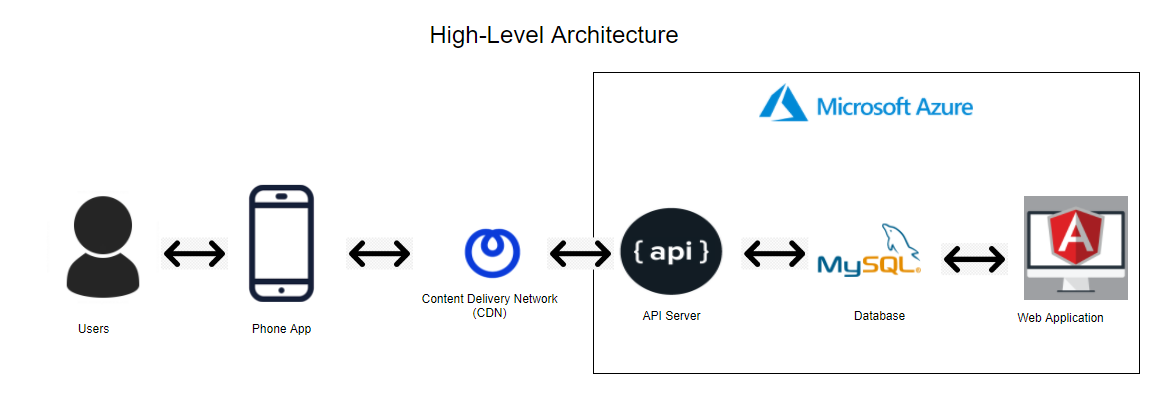 High-Level Architecture
Microsoft Azure
{ api }
MySQL®
A
Content Delivery Network
(CDN)
Users
Phone App
API Server
Database
Web Application